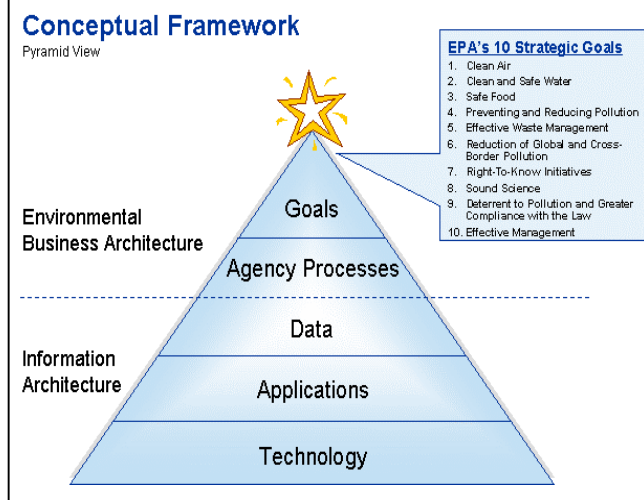 Conceptual Framework
Pyramid View
EPA's 10 Strategic Goals
1. Clean Air
2. Clean and Safe Water
3. Safe Food
4. Preventing and Reducing Pollution
5. Effective Waste Management
6. Reduction of Global and Cross-
Border Pollution
7. Right-To-Know Initiatives
8. Sound Science
9. Deterrent to Pollution and Greater
Compliance with the Law
10. Effective Management
Environmental
Business Architecture
Goals
Agency Processes
Information
Architecture
Data
Applications
Technology